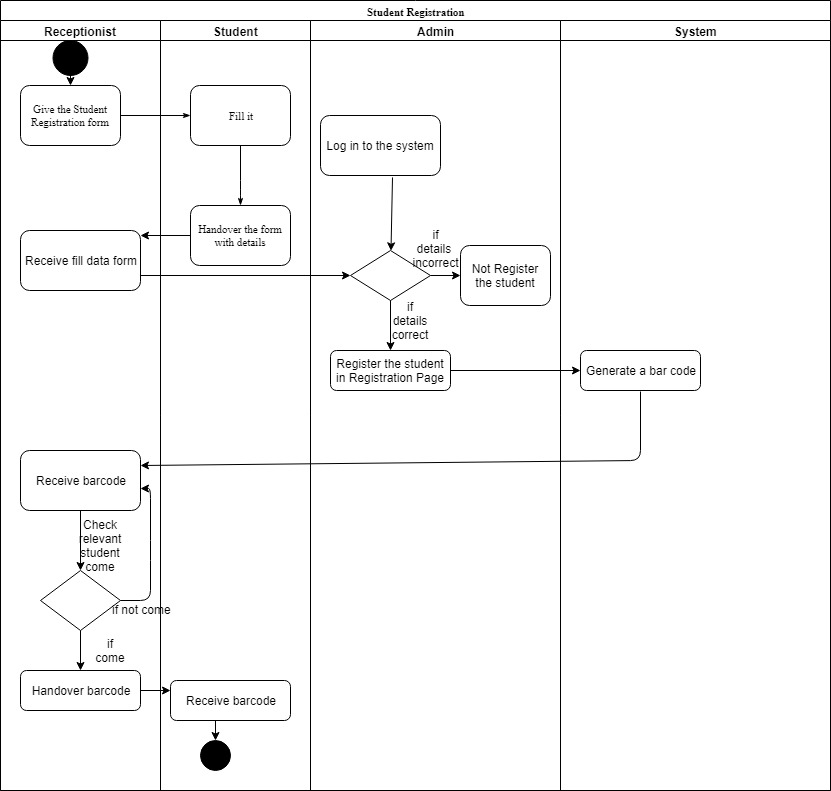 Student Registration
Receptionist
Student
Admin
System
Give the Student
Registration form
Fill it
Log in to the system
Handover the form
with details
Receive fill data form
if
details
incorrect
Not Register
the student
if
details
correct
Register the student
in Registration Page
Generate a bar code
Receive barcode
Check
relevant
student
come
if not come
if
come
Handover barcode
Receive barcode